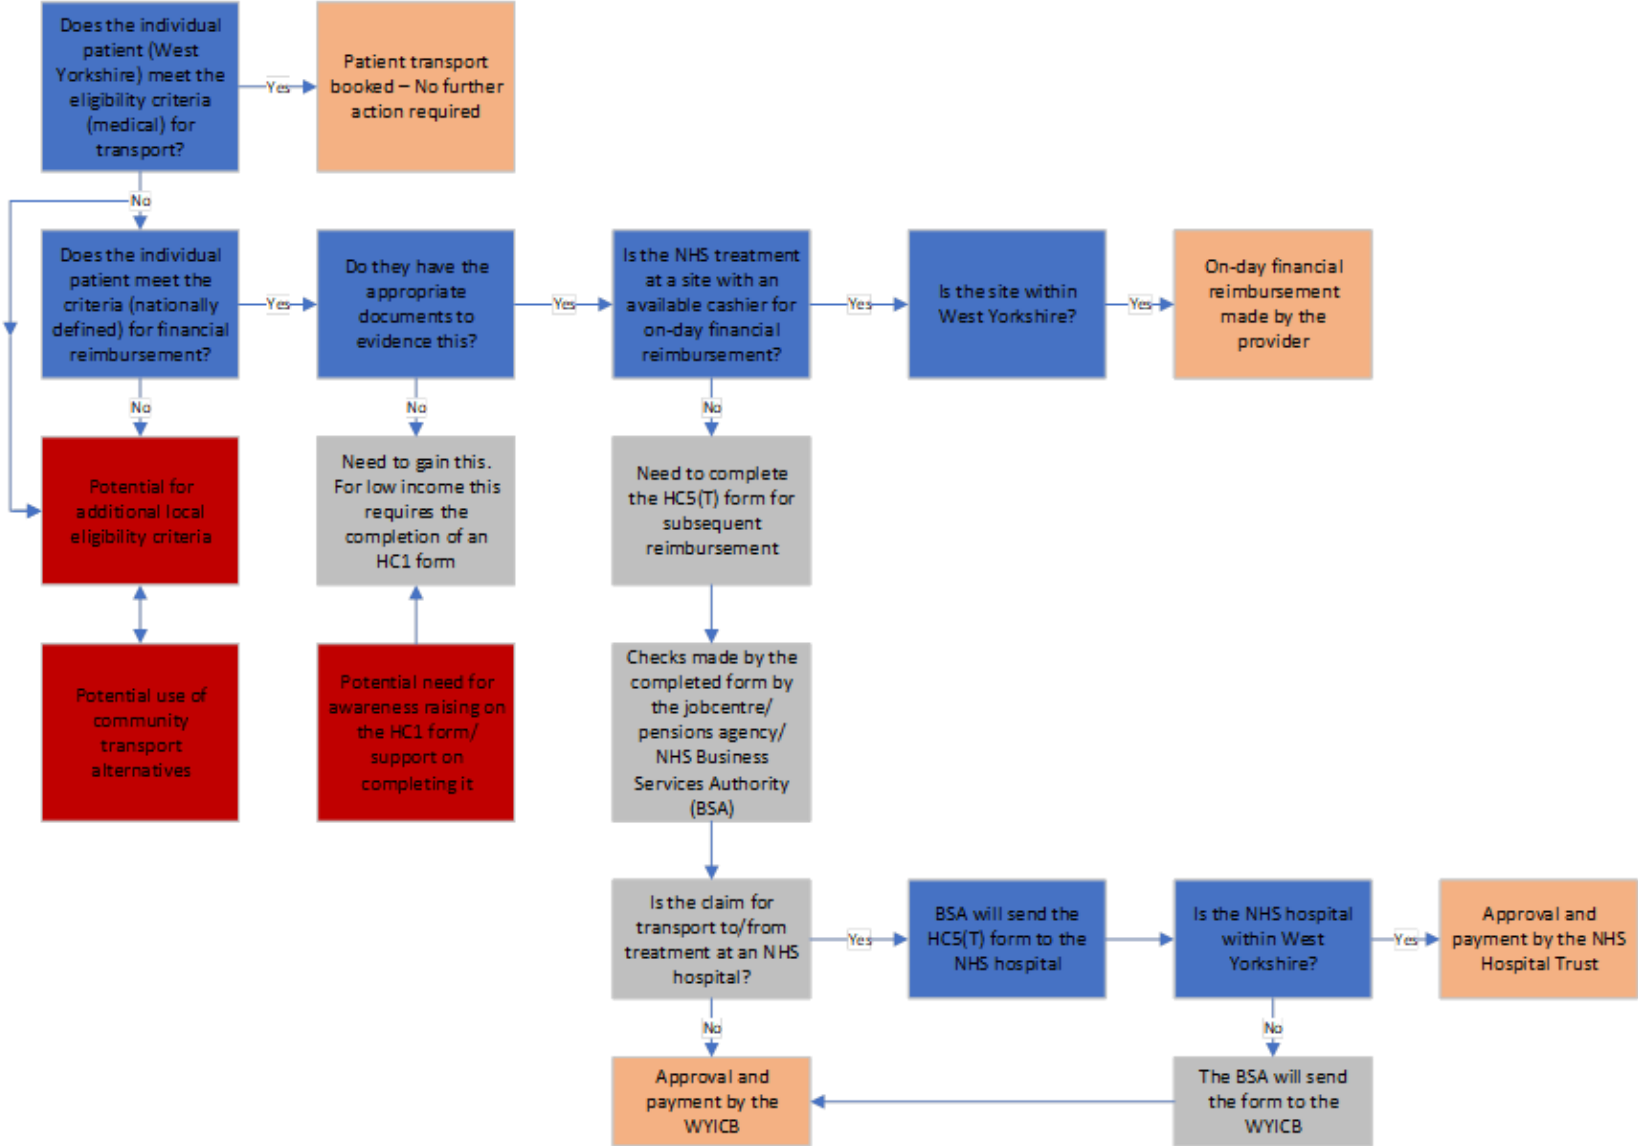 Does the individual
patient (West
Yorkshire) meet the
eligibility criteria
(medical) for
transport?
Yes
Patient transport
booked – No further
action required
No
Does the individual
patient meet the
criteria (nationally
defined) for financial
reimbursement?
Yes
Do they have the
appropriate
documents to
evidence this?
Yes
Is the NHS treatment
at a site with an
available cashier for
on-day financial
reimbursement?
Yes
Is the site within
West Yorkshire?
Yes
On-day financial
reimbursement
made by the
provider
No
No
No
Potential for
additional local
eligibility criteria
Need to gain this.
For low income this
requires the
completion of an
HC1 form
Need to complete
the HC5(T) form for
subsequent
reimbursement
Potential use of
community
transport
alternatives
Potential need for
awareness raising on
the HC1 form/
support on
completing it
Checks made by the
completed form by
the jobcentre/
pensions agency/
NHS Business
Services Authority
(BSA)
Is the claim for
transport to/from
treatment at an NHS
hospital?
Yes
BSA will send the
HC5(T) form to the
NHS hospital
Is the NHS hospital
within West
Yorkshire?
Yes
Approval and
payment by the NHS
Hospital Trust
No
No
Approval and
payment by the
WYICB
The BSA will send
the form to the
WYICB